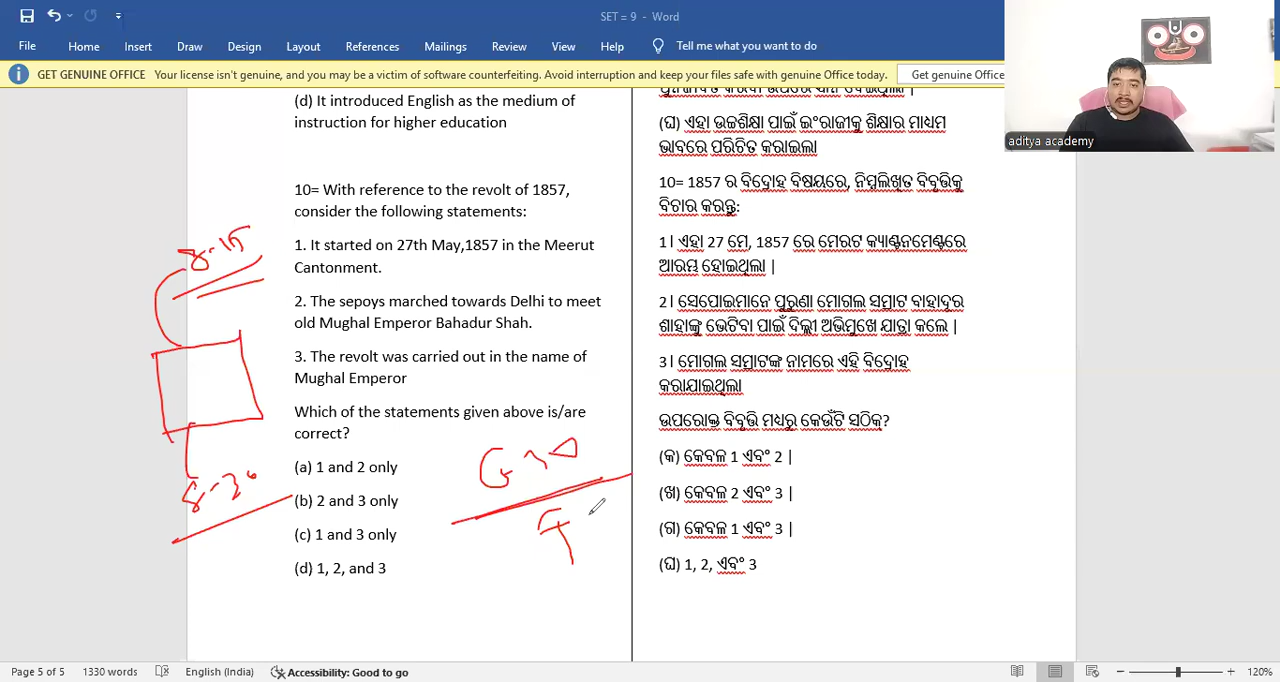 SET = 9 - Word
File Home Insert Draw Design Layout References Mailings Review View Help Tell me what you want to do
GET GENUINE OFFICE Your license isn't genuine, and you may be a victim of software counterfeiting. Avoid interruption and keep your files safe with genuine Office today. Get genuine Office
aditya academy
(d) It introduced English as the medium of
instruction for higher education
10= With reference to the revolt of 1857,
consider the following statements:
1. It started on 27th May,1857 in the Meerut
Cantonment.
2. The sepoys marched towards Delhi to meet
old Mughal Emperor Bahadur Shah.
3. The revolt was carried out in the name of
Mughal Emperor
Which of the statements given above is/are
correct?
(a) 1 and 2 only
(b) 2 and 3 only
(c) 1 and 3 only
(d) 1, 2, and 3
8-15
8-30
(ଘ) ଏହା ଉଚ୍ଚଶିକ୍ଷା ପାଇଁ ଇଂରାଜୀକୁ ଶିକ୍ଷାର ମାଧ୍ୟମ
ଭାବରେ ପରିଚିତ କରାଇଲା
10= 1857 ର ବିଦ୍ରୋହ ବିଷୟରେ, ନିମ୍ନଲିଖିତ ବିବୃତ୍ତିକୁ
ବିଚାର କରନ୍ତୁ:
1। ଏହା 27 ମେ, 1857 ରେ ମେରଟ କ୍ୟାଣ୍ଟନମେଣ୍ଟରେ
ଆରମ୍ଭ ହୋଇଥିଲା |
2। ସେପୋଇମାନେ ପୁରୁଣା ମୋଗଲ ସମ୍ରାଟ ବାହାଦୁର
ଶାହାଙ୍କୁ ଭେଟିବା ପାଇଁ ଦିଲ୍ଲୀ ଅଭିମୁଖେ ଯାତ୍ରା କଲେ |
3। ମୋଗଲ ସମ୍ରାଟଙ୍କ ନାମରେ ଏହି ବିଦ୍ରୋହ
କରାଯାଇଥିଲା
ଉପରୋକ୍ତ ବିବୃତ୍ତି ମଧ୍ୟରୁ କେଉଁଟି ସଠିକ?
(କ) କେବଳ 1 ଏବଂ 2 |
(ଖ) କେବଳ 2 ଏବଂ 3 |
(ଗ) କେବଳ 1 ଏବଂ 3 |
(ଘ) 1, 2, ଏବଂ 3
Page 5 of 5 1330 words English (India) Accessibility: Good to go 120%